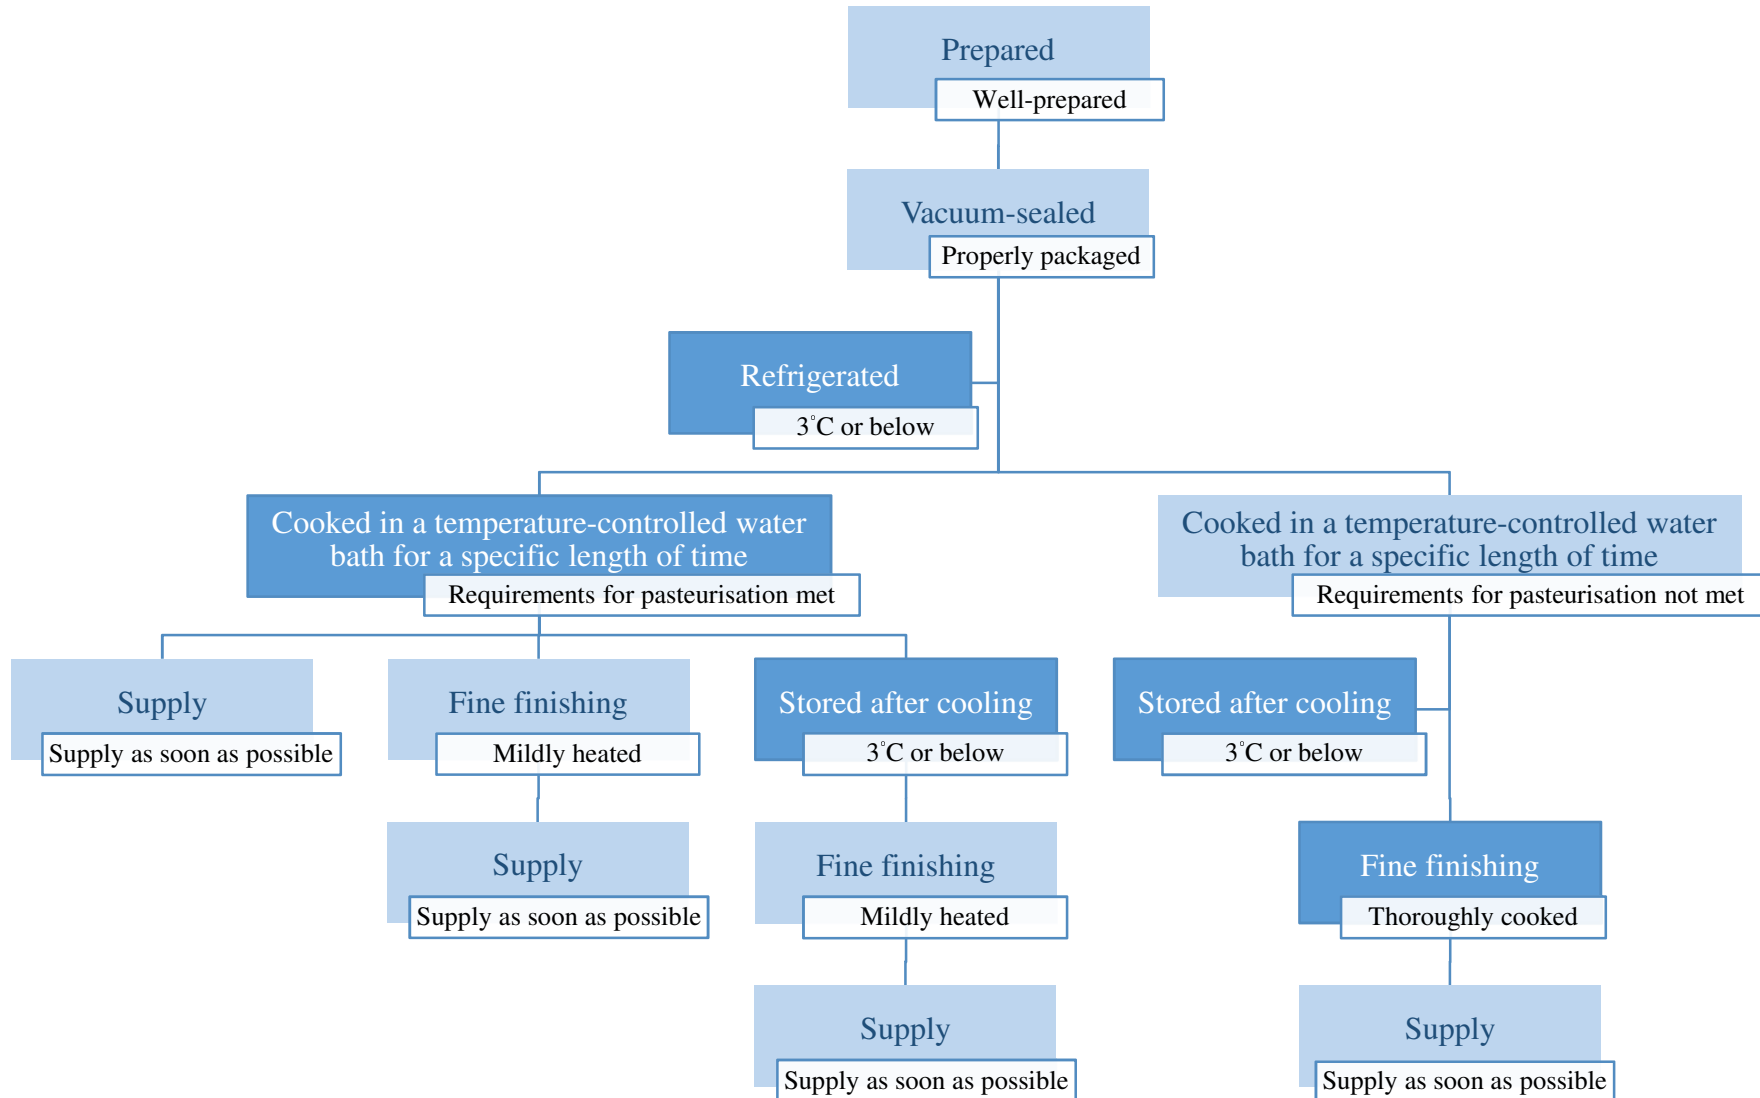 Prepared
Well-prepared
Vacuum-sealed
Properly packaged
Refrigerated
3°C or below
Cooked in a temperature-controlled water
bath for a specific length of time
Requirements for pasteurisation met
Cooked in a temperature-controlled water
bath for a specific length of time
Requirements for pasteurisation not met
Supply
Supply as soon as possible
Fine finishing
Mildly heated
Stored after cooling
3°C or below
Stored after cooling
3°C or below
Supply
Supply as soon as possible
Fine finishing
Mildly heated
Fine finishing
Thoroughly cooked
Supply
Supply as soon as possible
Supply
Supply as soon as possible